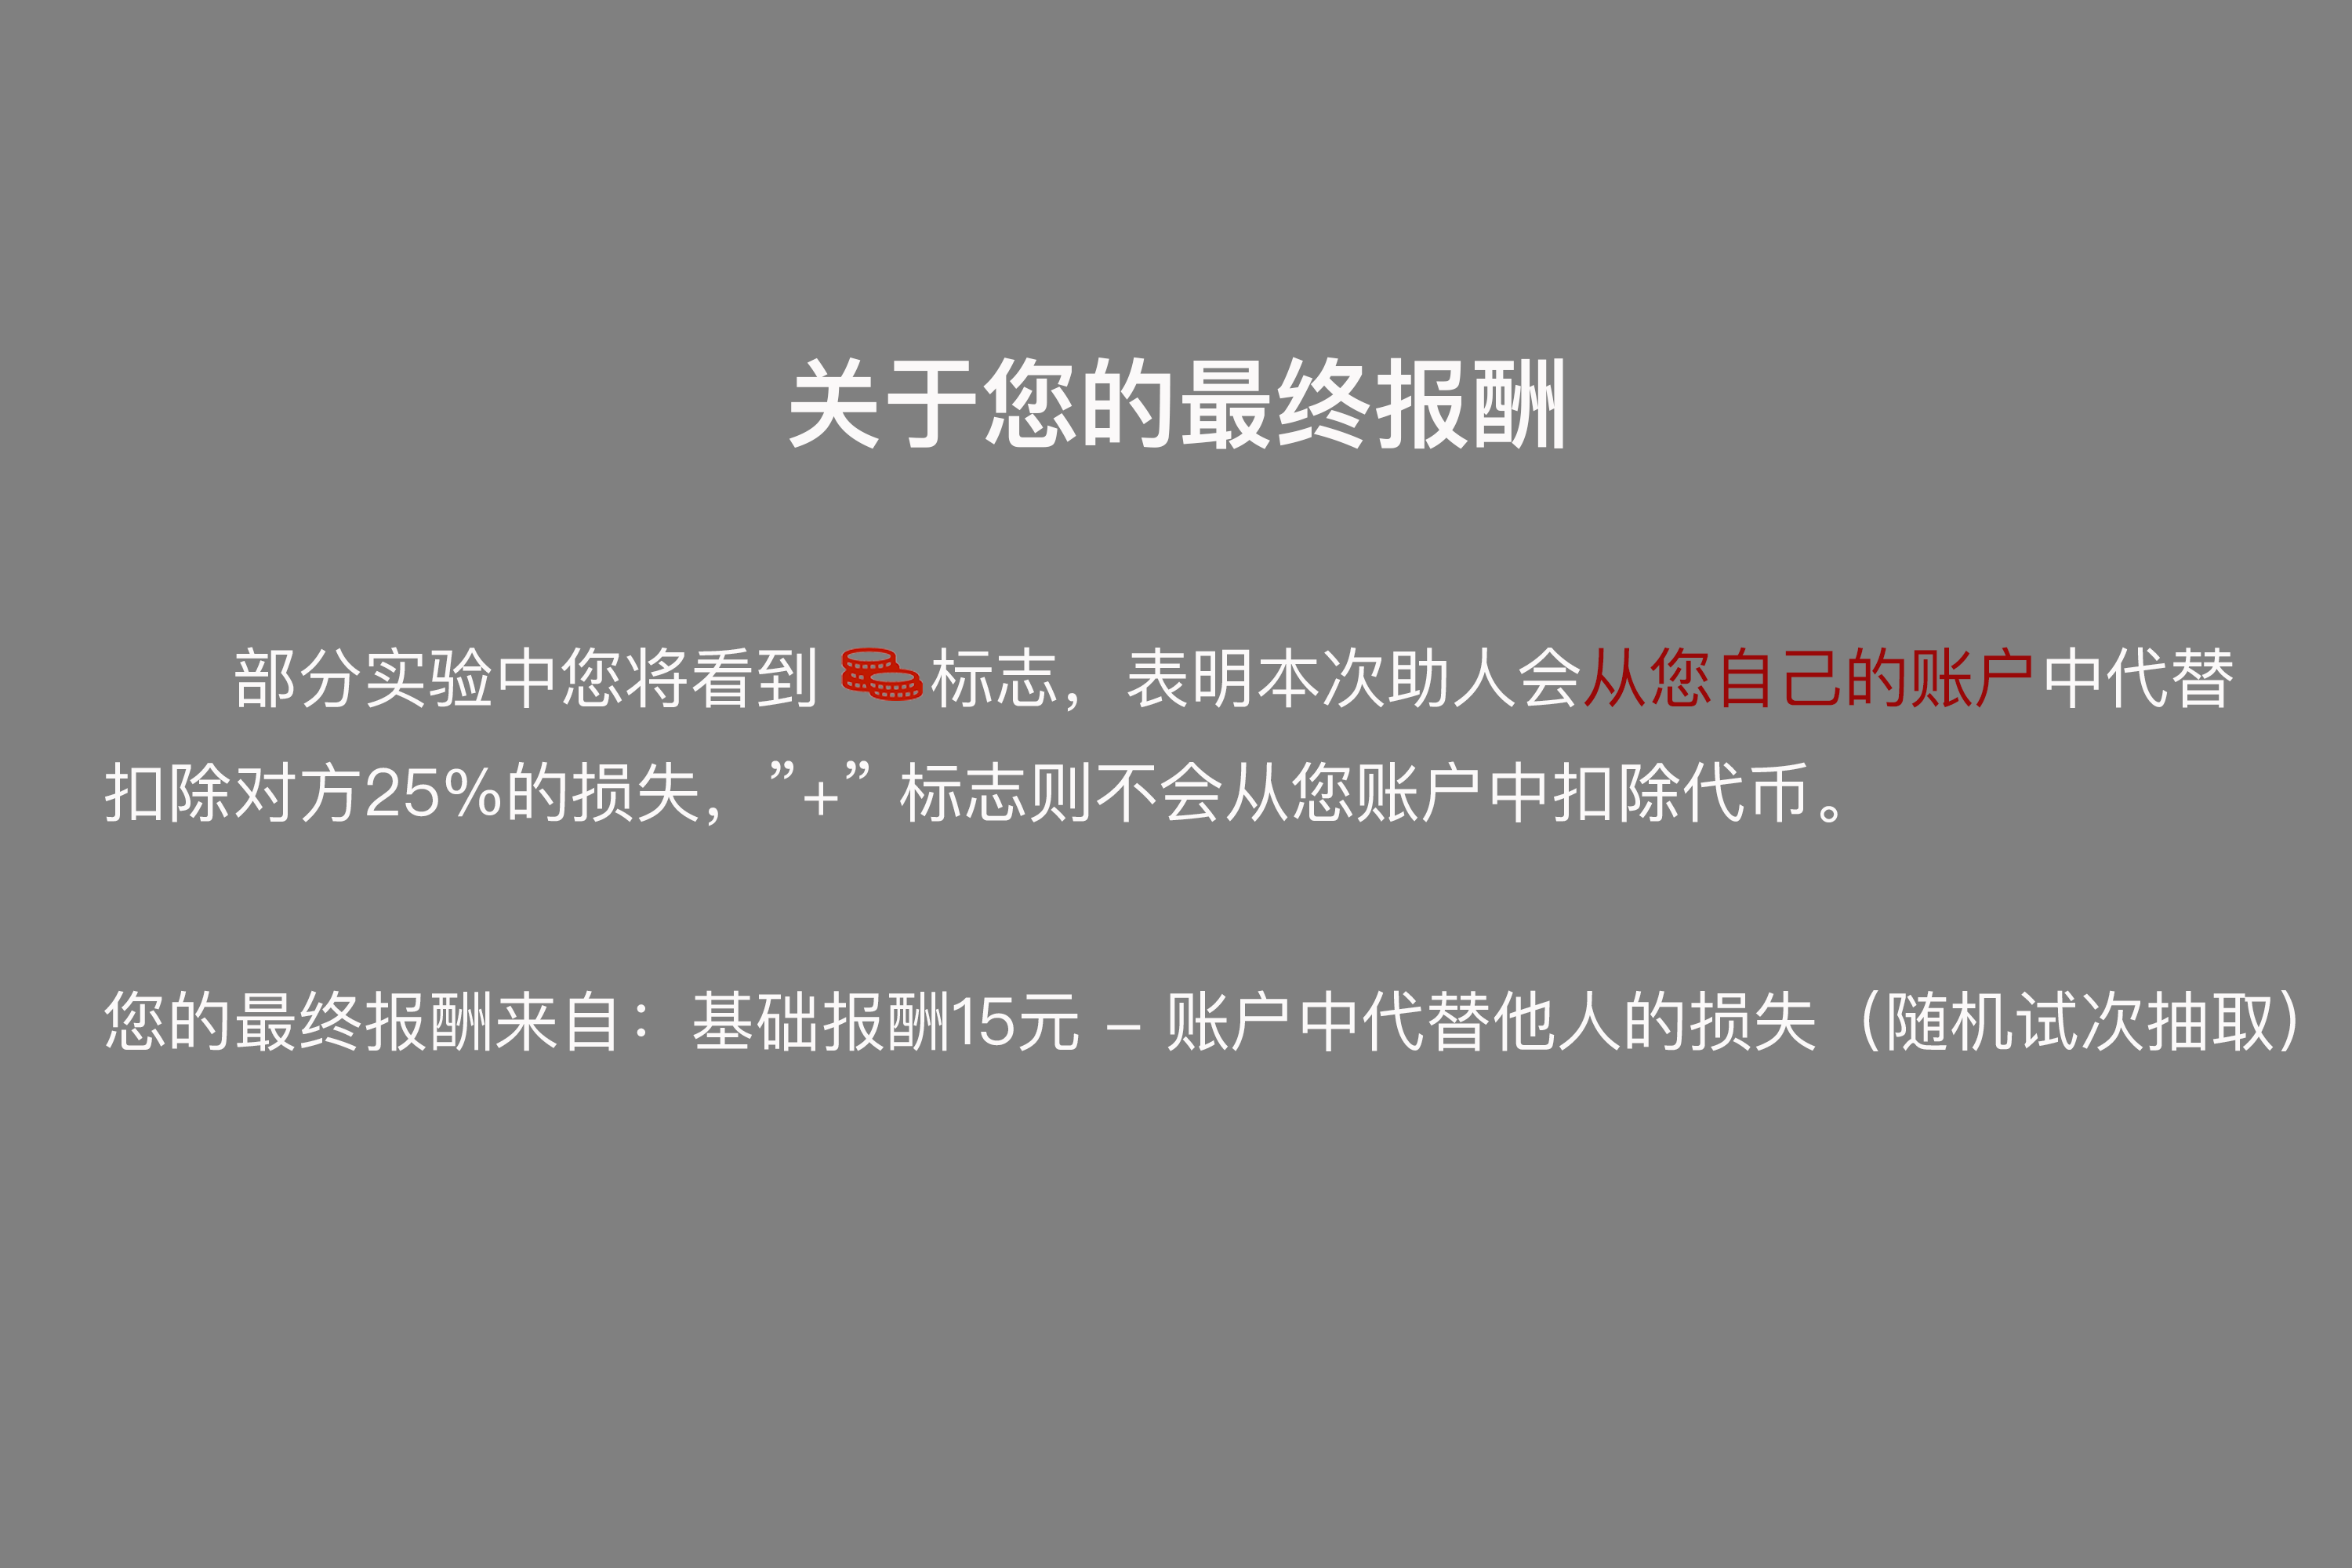 关于您的最终报酬
部分实验中您将看到 标志，表明本次建议人会从您自己的账户中代替
扣除对方25%的损失，” + ” 标志则不会从您账户中扣除代币。
您的最终报酬来自：基础报酬15元 - 账户中代替他人的损失（随机试次抽取）